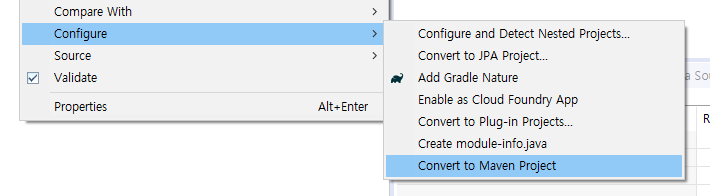 Compare With >
Configure >
Source >
Validate
Properties Alt+Enter
Configure and Detect Nested Projects...
Convert to JPA Project...
Add Gradle Nature
Enable as Cloud Foundry App
Convert to Plug-in Projects...
Create module-info.java
Convert to Maven Project
a Sou
R